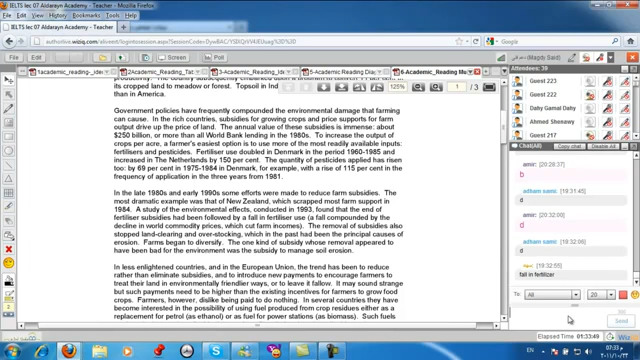 IELTS lec 07 Aldarayn Academy - Teacher - Mozilla Firefox
File Edit View History Bookmarks Tools Help
IELTS lec 07 Aldarayn Academy - Teacher
Screen Video
Attendees: 39
Guest 223
Guest 222
Dahy Gamal Dahy
Ahmed Shenawy
Guest 217
125% 1 / 3
its cropped land to meadow or forest. Topsoil in
than in America.
Government policies have frequently compounded the environmental damage that farming
can cause. In the rich countries, subsidies for growing crops and price supports for farm
output drive up the price of land. The annual value of these subsidies is immense: about
$250 billion, or more than all World Bank lending in the 1980s. To increase the output of
crops per acre, a farmer's easiest option is to use more of the most readily available inputs:
fertilisers and pesticides. Fertiliser use doubled in Denmark in the period 1960-1985 and
increased in The Netherlands by 150 per cent. The quantity of pesticides applied has risen
too: by 69 per cent in 1975-1984 in Denmark, for example, with a rise of 115 per cent in the
frequency of application in the three years from 1981.
In the late 1980s and early 1990s some efforts were made to reduce farm subsidies. The
most dramatic example was that of New Zealand, which scrapped most farm support in
1984. A study of the environmental effects, conducted in 1993, found that the end of
fertiliser subsidies had been followed by a fall in fertiliser use (a fall compounded by the
decline in world commodity prices, which cut farm incomes). The removal of subsidies also
stopped land-clearing and over-stocking, which in the past had been the principal causes of
erosion. Farms began to diversify. The one kind of subsidy whose removal appeared to
have been bad for the environment was the subsidy to manage soil erosion.
In less enlightened countries, and in the European Union, the trend has been to reduce
rather than eliminate subsidies, and to introduce new payments to encourage farmers to
treat their land in environmentally friendlier ways, or to leave it fallow. It may sound strange
but such payments need to be higher than the existing incentives for farmers to grow food
crops. Farmers, however, dislike being paid to do nothing. In several countries they have
become interested in the possibility of using fuel produced from crop residues either as a
replacement for petrol (as ethanol) or as fuel for power stations (as biomass). Such fuels
Copy chat
amir: [20:28:37]
b
adham samir: [19:31:45]
d
amir: [20:32:00]
d
adham samir: [19:32:06]
d
[20:32:55]
fall in fertilizer
To: All 20
Send
Elapsed Time : 01:33:49
EN